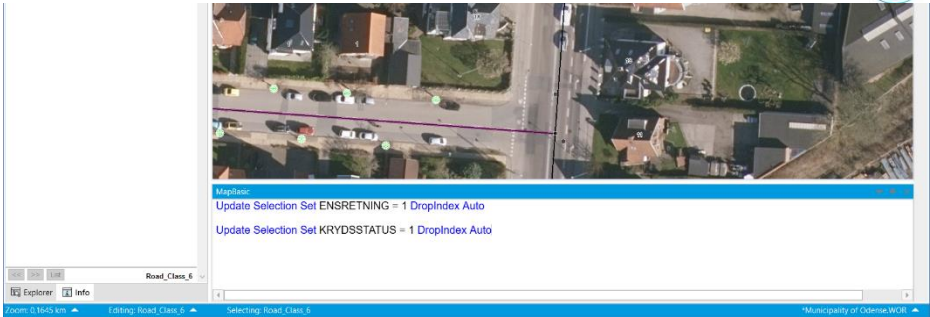 MapBasic
Update Selection Set ENSRETNING = 1 DropIndex Auto
Update Selection Set KRYDSSTATUS = 1 DropIndex Auto
<< >> List Road_Class_6
Explorer Info
Zoom: 0,1645 km Editing: Road_Class_6 Selecting: Road_Class_6 *Municipality of Odense.WOR